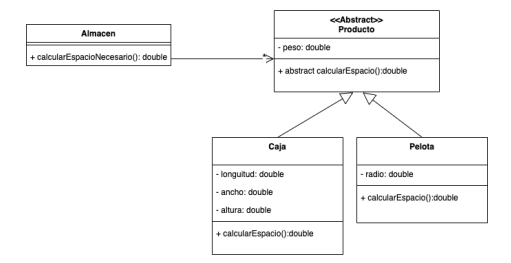 Almacen
+ calcularEspacioNecesario(): double
*
<<Abstract>>
Producto
- peso: double
+ abstract calcularEspacio():double
Caja
- longuitud: double
- ancho: double
- altura: double
+ calcularEspacio():double
Pelota
- radio: double
+ calcularEspacio():double